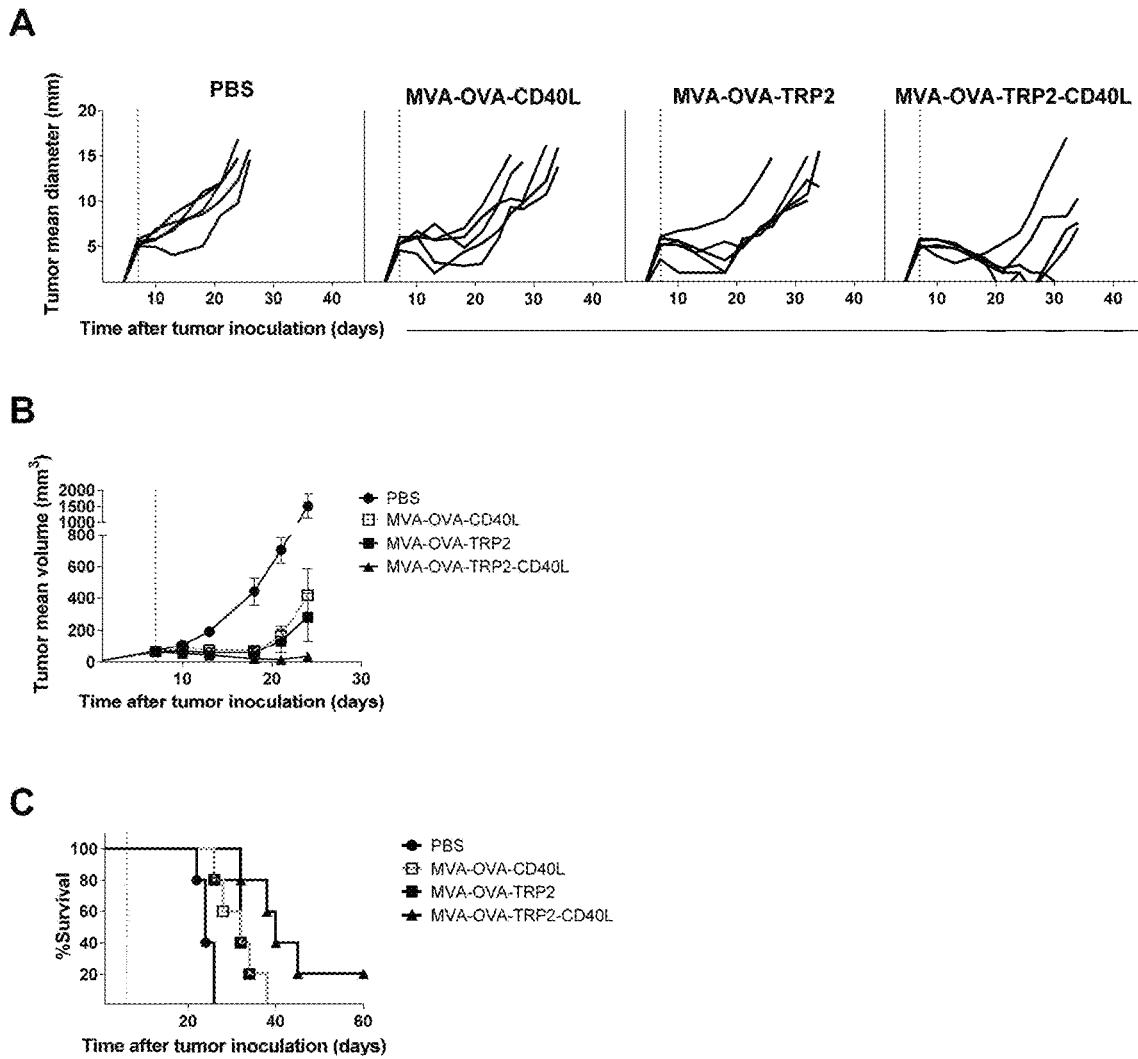 A
PBS
MVA-OVA-CD40L
MVA-OVA-TRP2
MVA-OVA-TRP2-CD40L
Tumor mean diameter (mm)
20
15
10
5
10 20 30 40
10 20 30 40
10 20 30 40
10 20 30 40
Time after tumor inoculation (days)
B
Tumor mean volume (mm³)
2000
1500
1000
800
600
400
200
0
10 20 30
Time after tumor inoculation (days)
PBS
MVA-OVA-CD40L
MVA-OVA-TRP2
MVA-OVA-TRP2-CD40L
C
%Survival
100
80
60
40
20
20 40 60
Time after tumor inoculation (days)
PBS
MVA-OVA-CD40L
MVA-OVA-TRP2
MVA-OVA-TRP2-CD40L